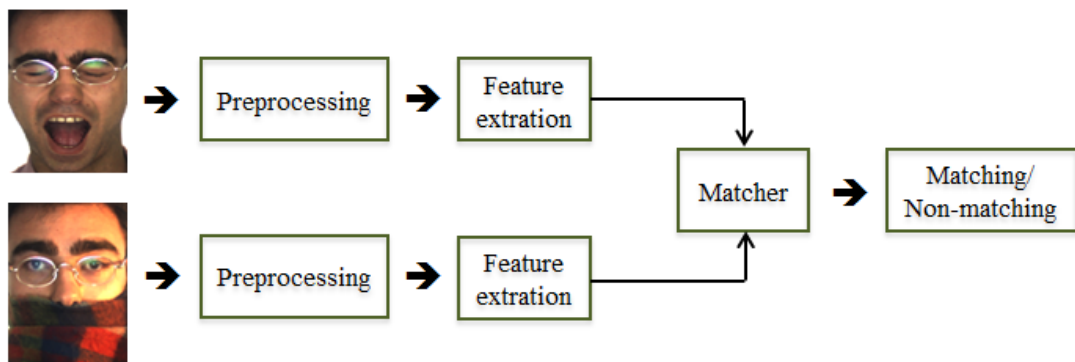 Preprocessing
Feature
extration
Matcher
Matching/
Non-matching
Preprocessing
Feature
extration